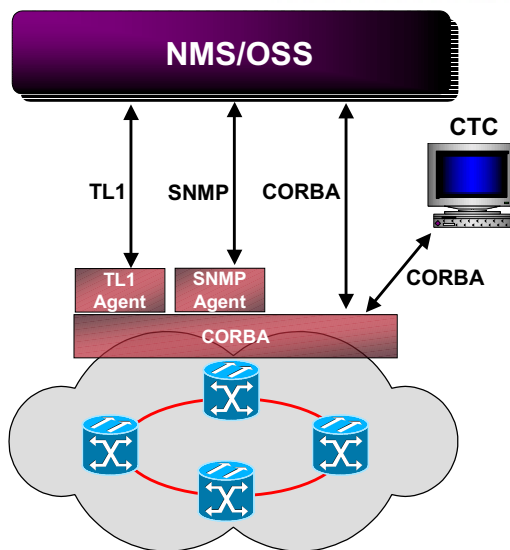 NMS/OSS
CTC
TL1
SNMP
CORBA
CORBA
TL1
Agent
SNMP
Agent
CORBA